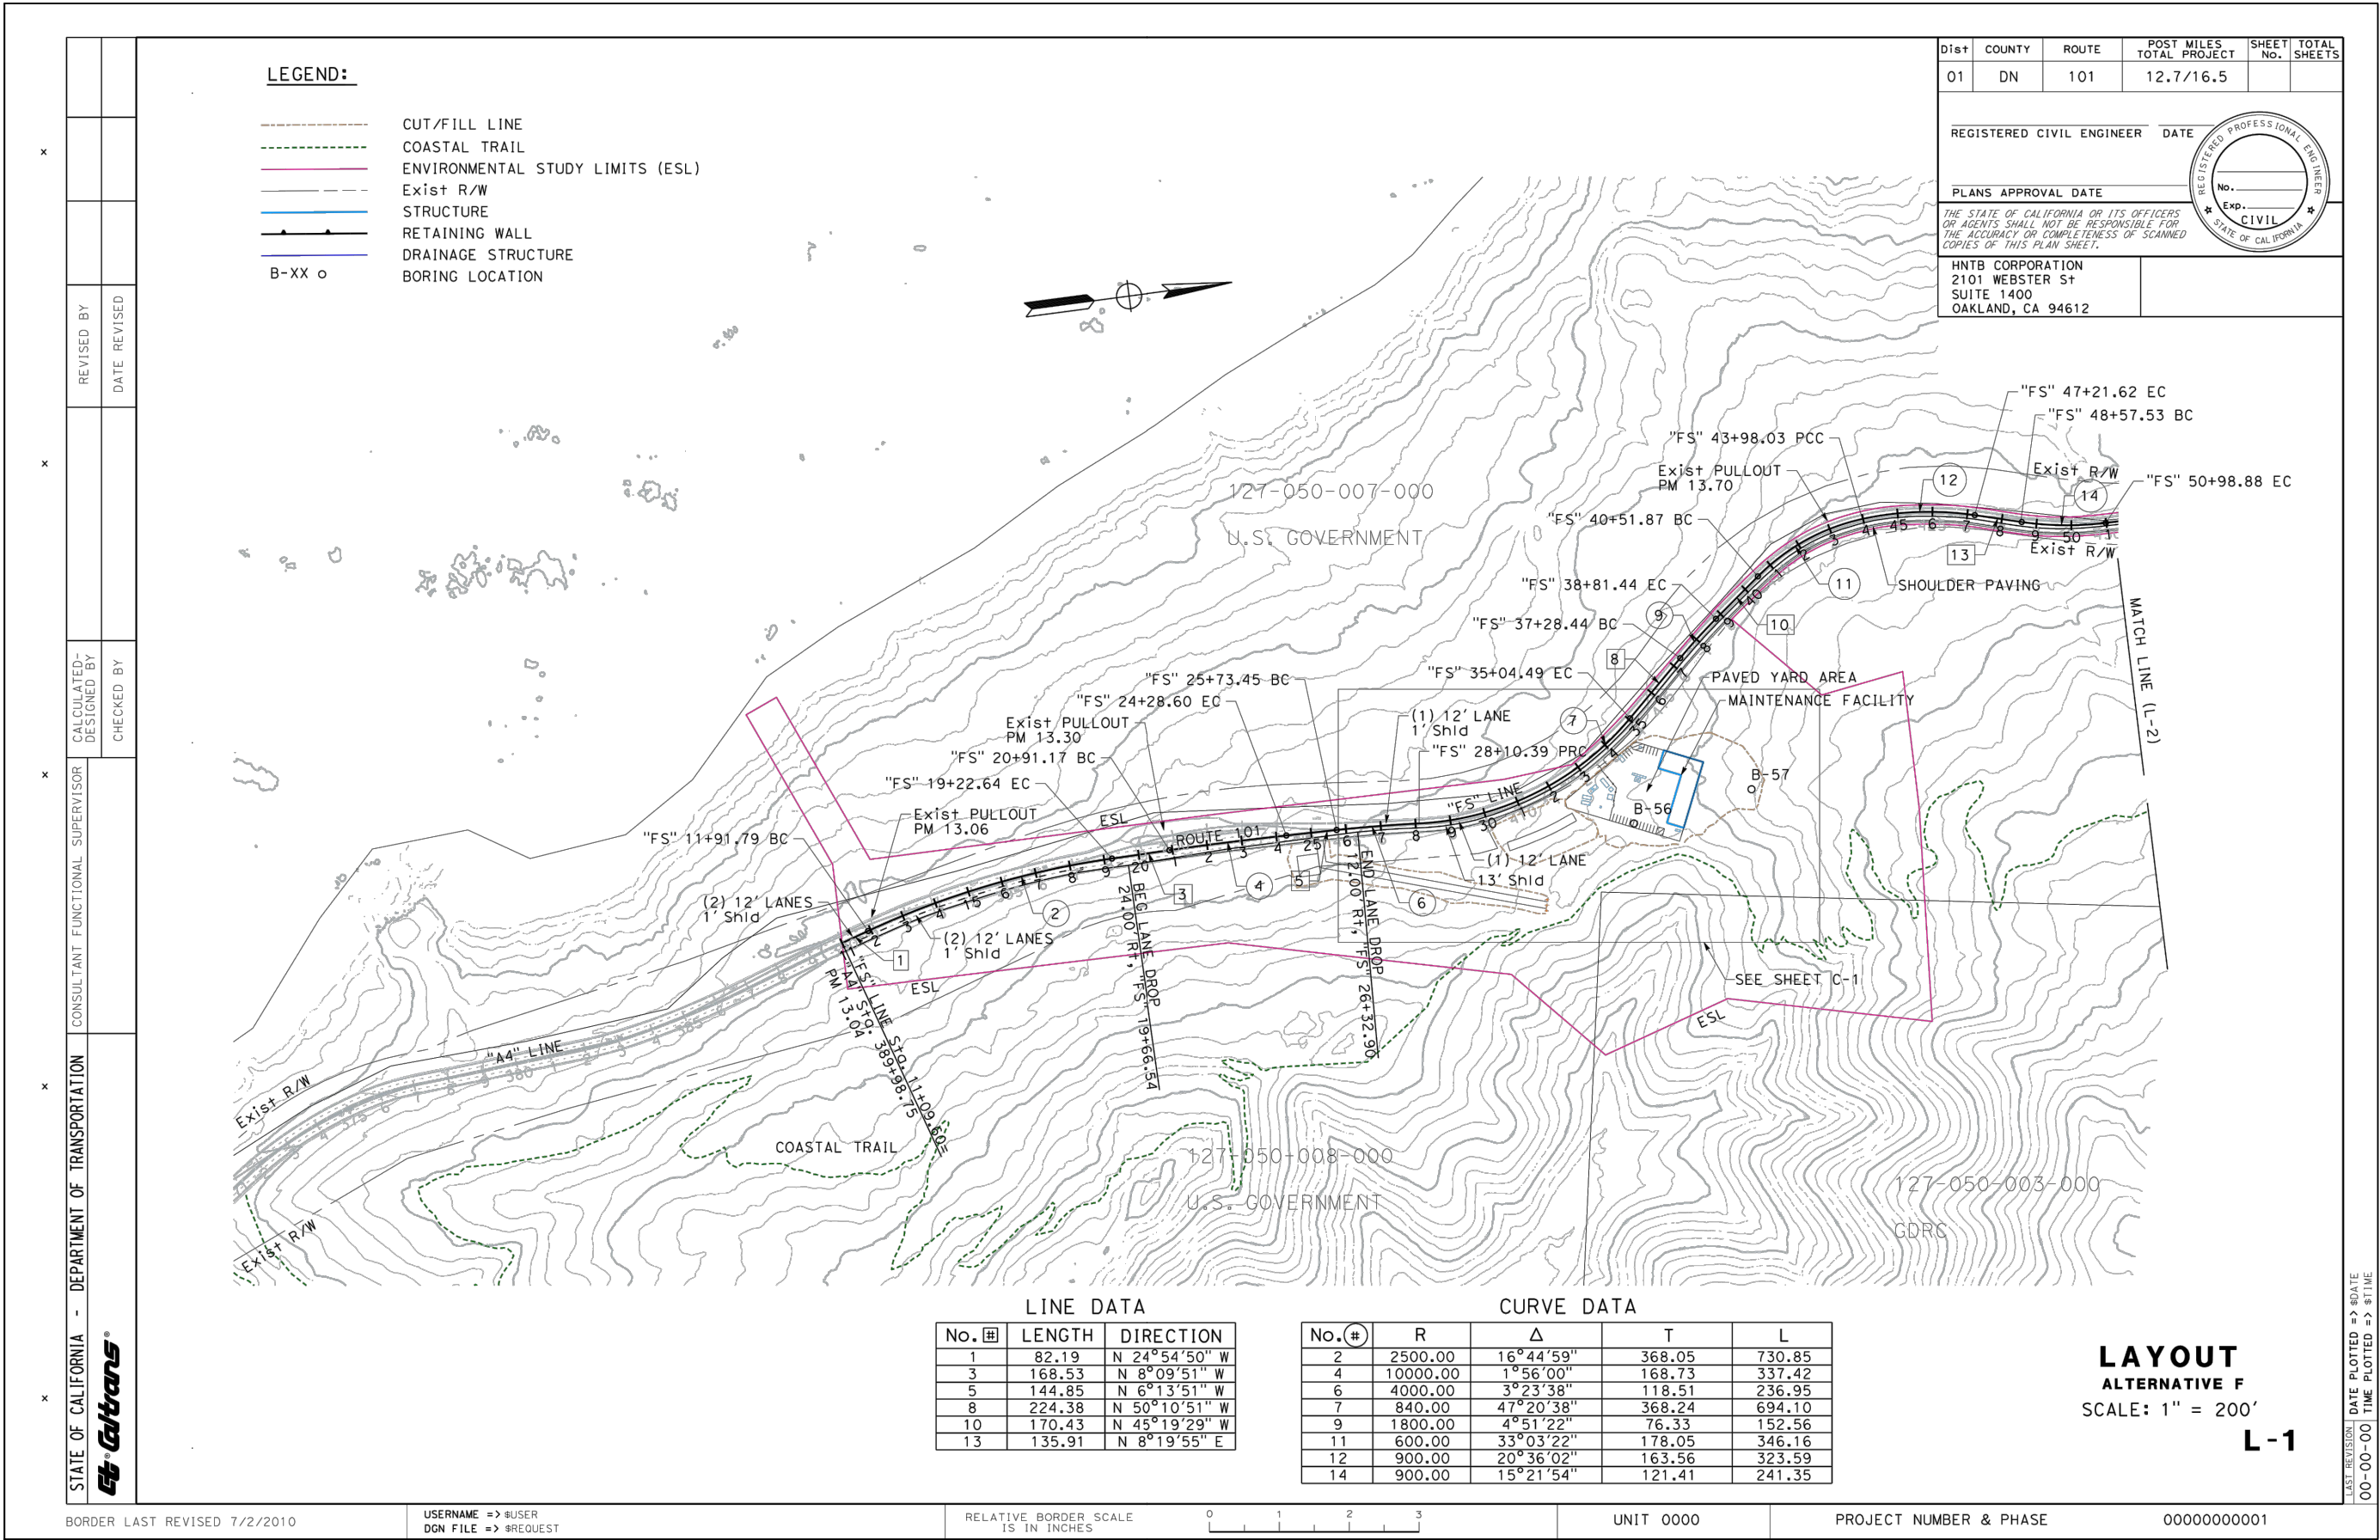 LEGEND:
CUT/FILL LINE
COASTAL TRAIL
ENVIRONMENTAL STUDY LIMITS (ESL)
Exist R/W
STRUCTURE
RETAINING WALL
DRAINAGE STRUCTURE
B-XX o BORING LOCATION
Dist COUNTY ROUTE POST MILES TOTAL PROJECT SHEET No. TOTAL SHEETS
01 DN 101 12.7/16.5
REGISTERED CIVIL ENGINEER DATE
PLANS APPROVAL DATE
REGISTERED PROFESSIONAL ENGINEER
No.
Exp.
CIVIL
STATE OF CALIFORNIA
THE STATE OF CALIFORNIA OR ITS OFFICERS
OR AGENTS SHALL NOT BE RESPONSIBLE FOR
THE ACCURACY OR COMPLETENESS OF SCANNED
COPIES OF THIS PLAN SHEET.
HNTB CORPORATION
2101 WEBSTER St
SUITE 1400
OAKLAND, CA 94612
REVISED BY
DATE REVISED
CALCULATED-
DESIGNED BY
CHECKED BY
CONSULTANT FUNCTIONAL SUPERVISOR
STATE OF CALIFORNIA - DEPARTMENT OF TRANSPORTATION
Caltrans
"FS" 47+21.62 EC
"FS" 48+57.53 BC
"FS" 43+98.03 PCC
Exist PULLOUT
PM 13.70
Exist R/W
"FS" 50+98.88 EC
12
14
127-050-007-000
U.S. GOVERNMENT
"FS" 40+51.87 BC
Exist R/W
13
11
SHOULDER PAVING
"FS" 38+81.44 EC
9
"FS" 37+28.44 BC
10
MATCH LINE (L-2)
8
"FS" 35+04.49 EC
"FS" 25+73.45 BC
"FS" 24+28.60 EC
PAVED YARD AREA
MAINTENANCE FACILITY
Exist PULLOUT
PM 13.30
(1) 12' LANE
1' Shld
7
"FS" 20+91.17 BC
"FS" 28+10.39 PRC
"FS" 19+22.64 EC
B-57
B-56
"FS" LINE
Exist PULLOUT
PM 13.06
ESL
ROUTE 101
"FS" 11+91.79 BC
(1) 12' LANE
13' Shld
(2) 12' LANES
1' Shld
2
3
4
5
6
(2) 12' LANES
1' Shld
1
ESL
BEG LANE DROP
24.00' Rt, "FS" 19+66.54
END LANE DROP
12.00' Rt, "FS" 26+32.90
SEE SHEET C-1
ESL
"FS" LINE Sta. 11+09.60=
"A4" Sta. 389+98.75
PM 13.04
"A4" LINE
Exist R/W
Exist R/W
COASTAL TRAIL
127-050-008-000
U.S. GOVERNMENT
127-050-003-000
GDRC
LINE DATA
No. # LENGTH DIRECTION
1 82.19 N 24°54'50" W
3 168.53 N 8°09'51" W
5 144.85 N 6°13'51" W
8 224.38 N 50°10'51" W
10 170.43 N 45°19'29" W
13 135.91 N 8°19'55" E
CURVE DATA
No. # R Δ T L
2 2500.00 16°44'59" 368.05 730.85
4 10000.00 1°56'00" 168.73 337.42
6 4000.00 3°23'38" 118.51 236.95
7 840.00 47°20'38" 368.24 694.10
9 1800.00 4°51'22" 76.33 152.56
11 600.00 33°03'22" 178.05 346.16
12 900.00 20°36'02" 163.56 323.59
14 900.00 15°21'54" 121.41 241.35
LAYOUT
ALTERNATIVE F
SCALE: 1" = 200'
L-1
LAST REVISION
00-00-00
DATE PLOTTED => $DATE
TIME PLOTTED => $TIME
BORDER LAST REVISED 7/2/2010
USERNAME => $USER
DGN FILE => $REQUEST
RELATIVE BORDER SCALE
IS IN INCHES
0 1 2 3
UNIT 0000
PROJECT NUMBER & PHASE
00000000001